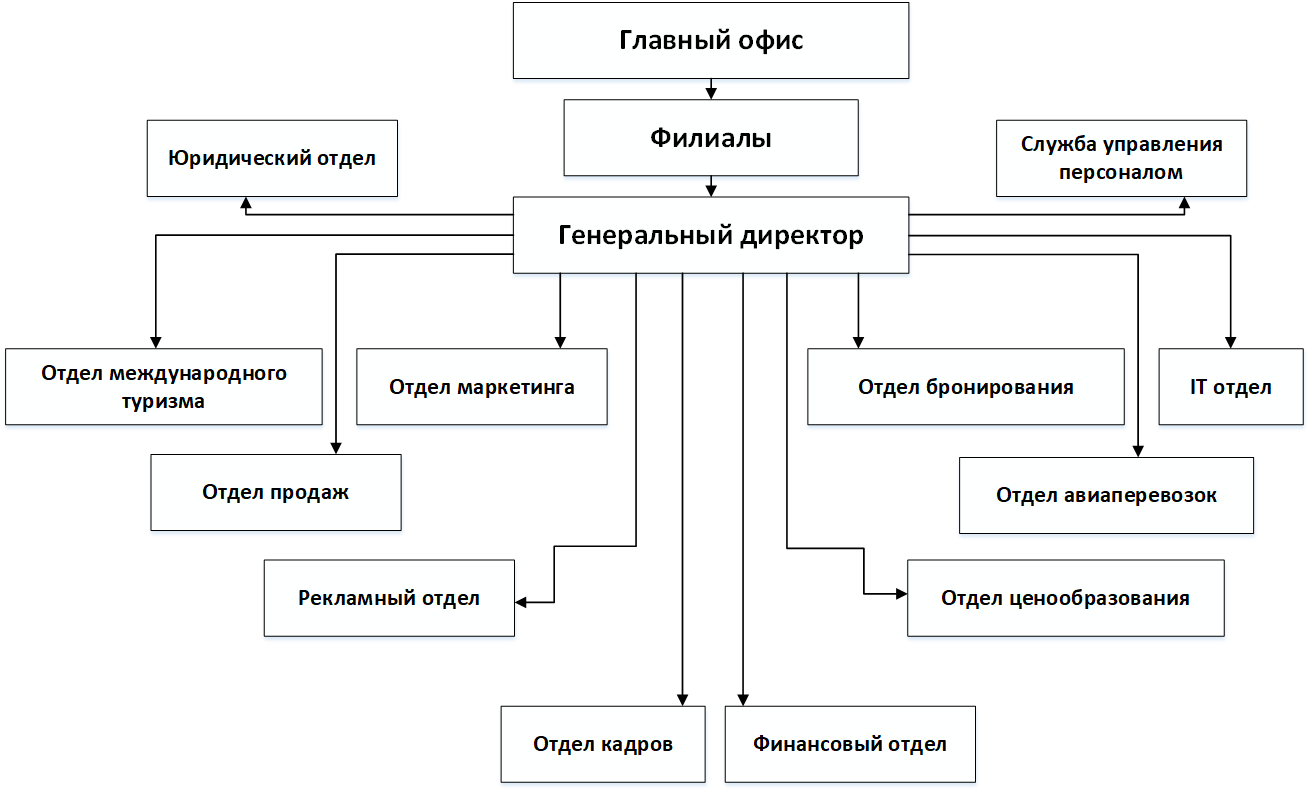 Главный офис
Филиалы
Юридический отдел
Служба управления
персоналом
Генеральный директор
Отдел международного
туризма
Отдел маркетинга
Отдел бронирования
IT отдел
Отдел продаж
Отдел авиаперевозок
Рекламный отдел
Отдел ценообразования
Отдел кадров
Финансовый отдел